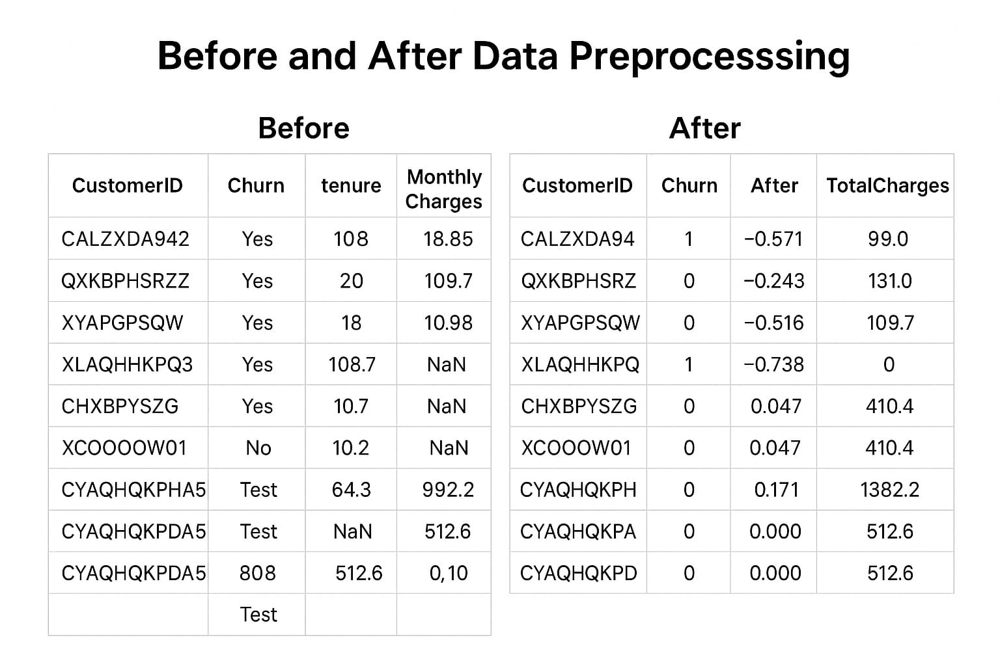 Before and After Data Preprocesssing
Before
CustomerID Churn tenure Monthly Charges
CALZXDA942 Yes 108 18.85
QXKBPHSRZZ Yes 20 109.7
XYAPGPSQW Yes 18 10.98
XLAQHHKPQ3 Yes 108.7 NaN
CHXBPYSZG Yes 10.7 NaN
XCOOOOW01 No 10.2 NaN
CYAQHQKPHA5 Test 64.3 992.2
CYAQHQKPDA5 Test NaN 512.6
CYAQHQKPDA5 808 512.6 0,10
Test
After
CustomerID Churn After TotalCharges
CALZXDA94 1 −0.571 99.0
QXKBPHSRZ 0 −0.243 131.0
XYAPGPSQW 0 −0.516 109.7
XLAQHHKPQ 1 −0.738 0
CHXBPYSZG 0 0.047 410.4
XCOOOW01 0 0.047 410.4
CYAQHQKPH 0 0.171 1382.2
CYAQHQKPA 0 0.000 512.6
CYAQHQKPD 0 0.000 512.6